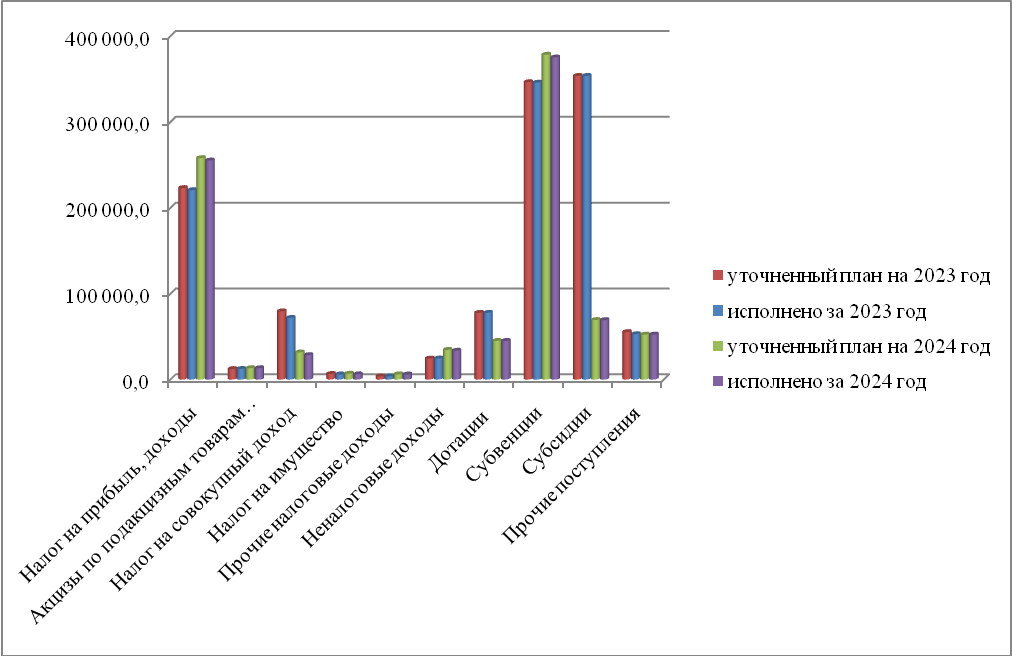 400 000,0
300 000,0
200 000,0
100 000,0
0,0
Налог на прибыль, доходы
Акцизы по подакцизным товарам…
Налог на совокупный доход
Налог на имущество
Прочие налоговые доходы
Неналоговые доходы
Дотации
Субвенции
Субсидии
Прочие поступления
уточненный план на 2023 год
исполнено за 2023 год
уточненный план на 2024 год
исполнено за 2024 год